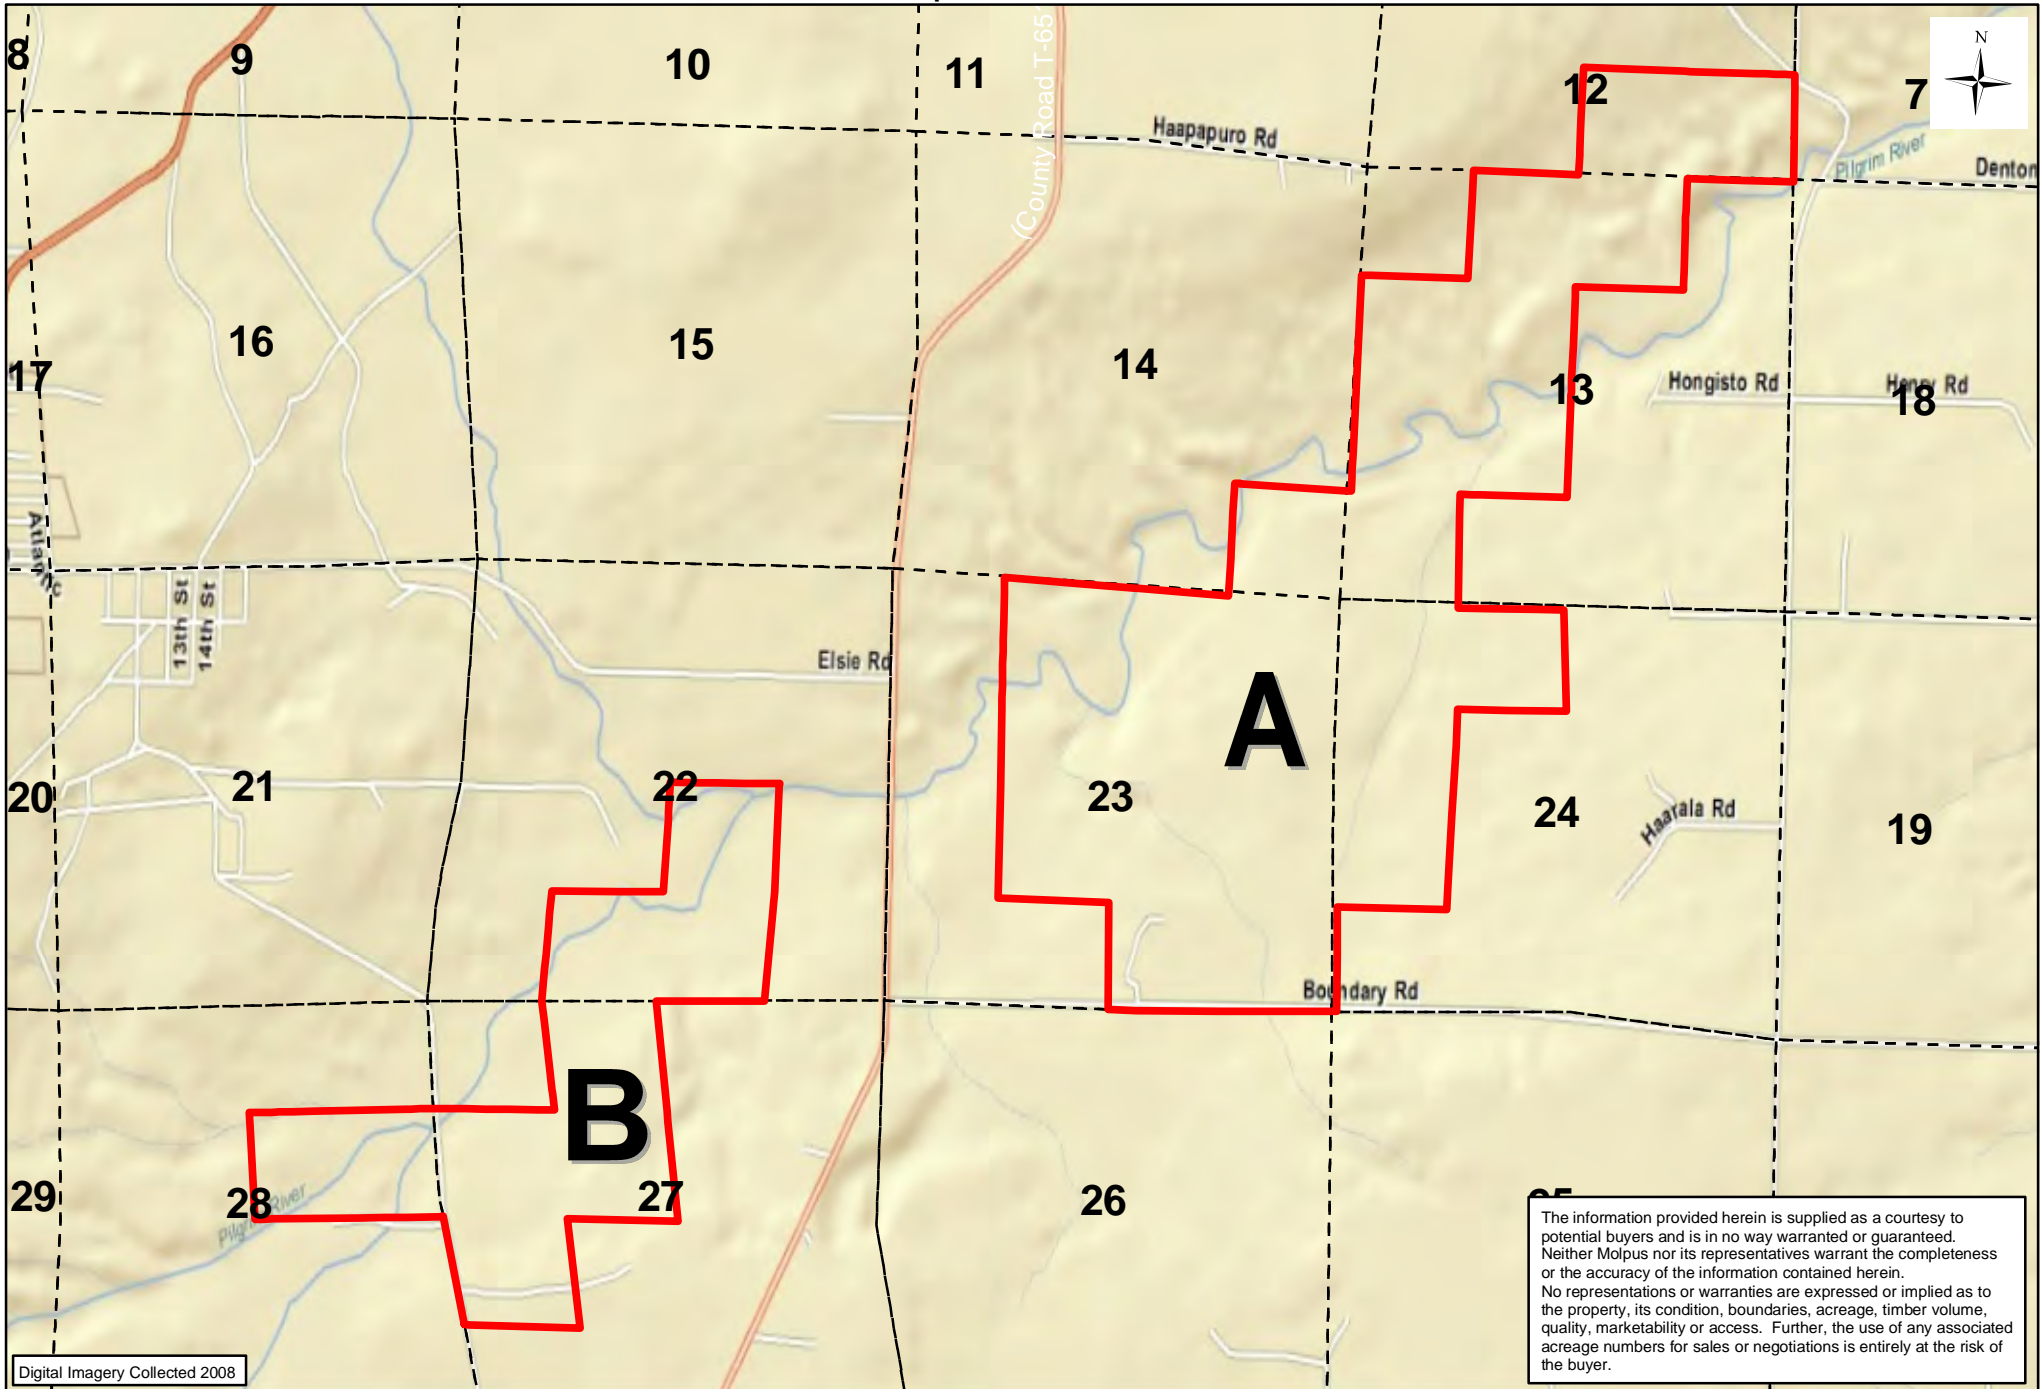 8
9
10
11
(County Road T-65
12
7
N
Haapapuro Rd
Pilgrim River
Denton
16
15
14
17
13
Hongisto Rd
Henry Rd
18
Atlantic
13th St
14th St
Elsie Rd
A
20
21
22
23
24
Haarala Rd
19
Boundary Rd
B
29
28
Pilgrim River
27
26
25
The information provided herein is supplied as a courtesy to
potential buyers and is in no way warranted or guaranteed.
Neither Molpus nor its representatives warrant the completeness
or the accuracy of the information contained herein.
No representations or warranties are expressed or implied as to
the property, its condition, boundaries, acreage, timber volume,
quality, marketability or access. Further, the use of any associated
acreage numbers for sales or negotiations is entirely at the risk of
the buyer.
Digital Imagery Collected 2008